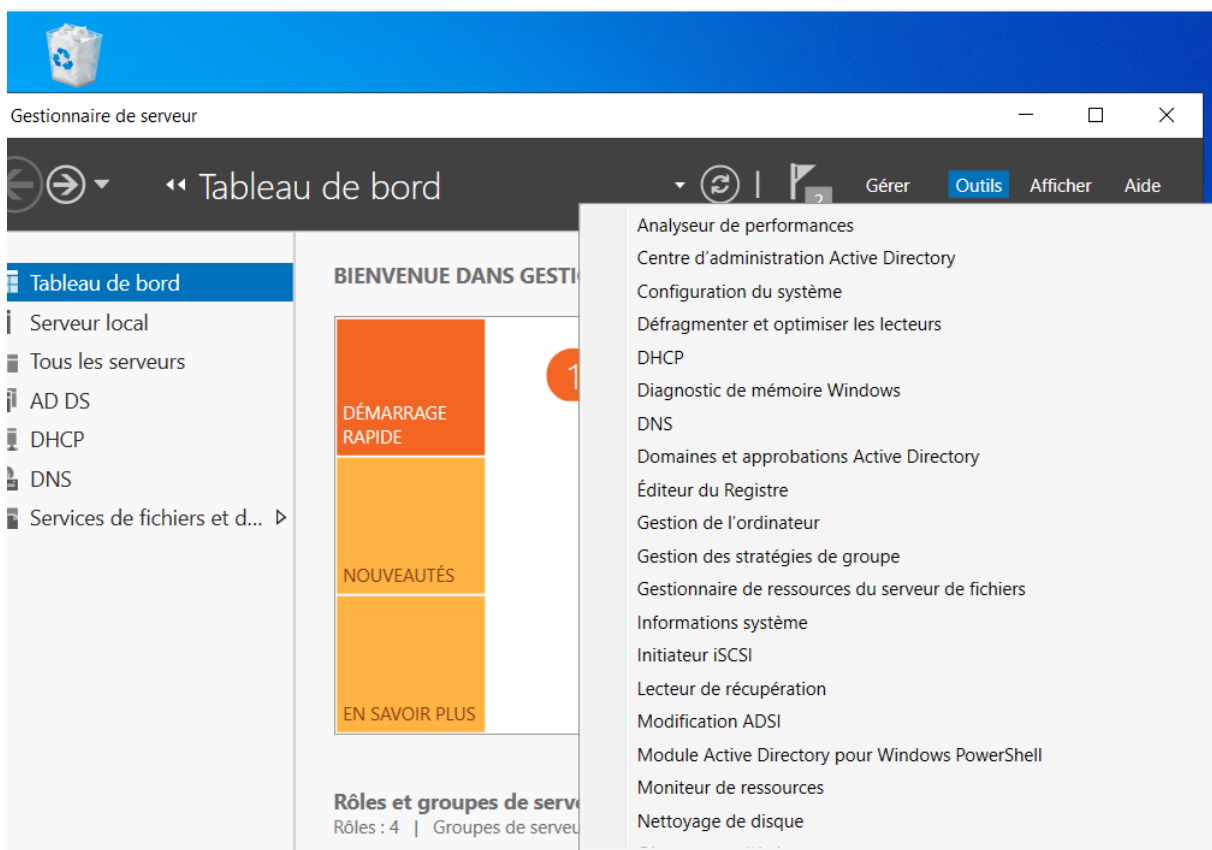 Gestionnaire de serveur
Tableau de bord
2
Gérer
Outils
Afficher
Aide
Tableau de bord
Serveur local
Tous les serveurs
AD DS
DHCP
DNS
Services de fichiers et d...
BIENVENUE DANS GESTI
1
DÉMARRAGE
RAPIDE
NOUVEAUTÉS
EN SAVOIR PLUS
Rôles et groupes de serve
Rôles : 4 | Groupes de serveu
Analyseur de performances
Centre d'administration Active Directory
Configuration du système
Défragmenter et optimiser les lecteurs
DHCP
Diagnostic de mémoire Windows
DNS
Domaines et approbations Active Directory
Éditeur du Registre
Gestion de l'ordinateur
Gestion des stratégies de groupe
Gestionnaire de ressources du serveur de fichiers
Informations système
Initiateur iSCSI
Lecteur de récupération
Modification ADSI
Module Active Directory pour Windows PowerShell
Moniteur de ressources
Nettoyage de disque